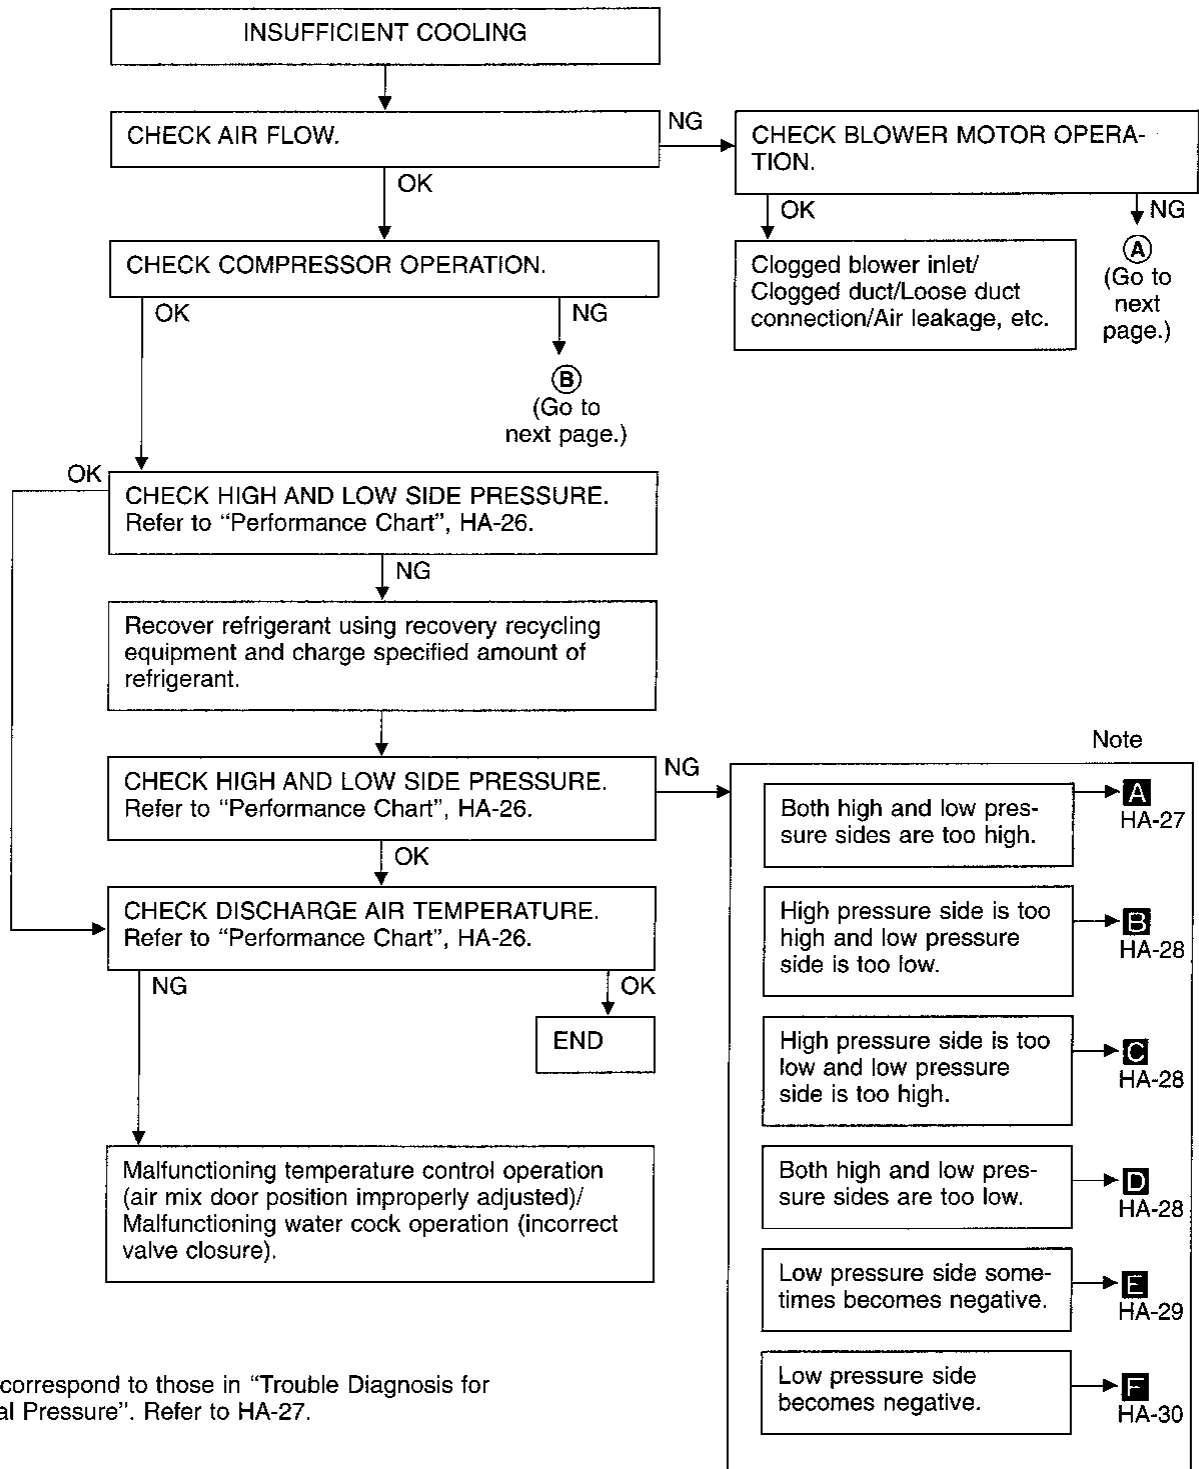 INSUFFICIENT COOLING
CHECK AIR FLOW.
NG
CHECK BLOWER MOTOR OPERA-
TION.
OK
OK
NG
CHECK COMPRESSOR OPERATION.
Clogged blower inlet/
Clogged duct/Loose duct
connection/Air leakage, etc.
A
(Go to
next
page.)
OK
NG
B
(Go to
next page.)
OK
CHECK HIGH AND LOW SIDE PRESSURE.
Refer to “Performance Chart”, HA-26.
NG
Recover refrigerant using recovery recycling
equipment and charge specified amount of
refrigerant.
CHECK HIGH AND LOW SIDE PRESSURE.
Refer to “Performance Chart”, HA-26.
NG
OK
CHECK DISCHARGE AIR TEMPERATURE.
Refer to “Performance Chart”, HA-26.
NG
OK
END
Malfunctioning temperature control operation
(air mix door position improperly adjusted)/
Malfunctioning water cock operation (incorrect
valve closure).
Note
Both high and low pres-
sure sides are too high.
A
HA-27
High pressure side is too
high and low pressure
side is too low.
B
HA-28
High pressure side is too
low and low pressure
side is too high.
C
HA-28
Both high and low pres-
sure sides are too low.
D
HA-28
Low pressure side some-
times becomes negative.
E
HA-29
Low pressure side
becomes negative.
F
HA-30
correspond to those in “Trouble Diagnosis for
al Pressure”. Refer to HA-27.